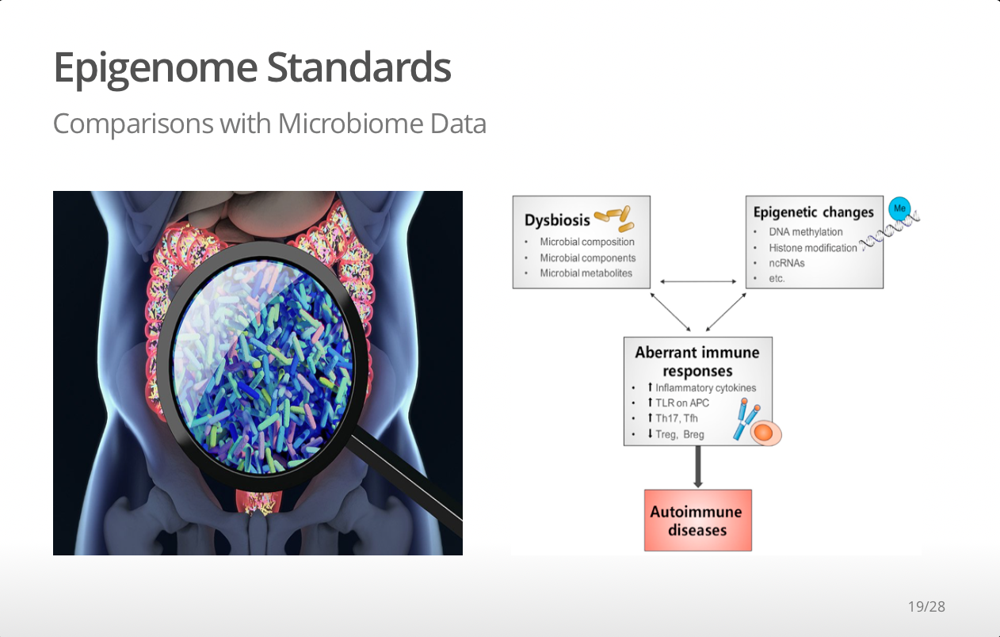 Epigenome Standards
Comparisons with Microbiome Data
Dysbiosis
• Microbial composition
• Microbial components
• Microbial metabolites
Epigenetic changes
• DNA methylation
• Histone modification
• ncRNAs
• etc.
Me
Aberrant immune
responses
• ↑ Inflammatory cytokines
• ↑ TLR on APC
• ↑ Th17, Tfh
• ↓ Treg, Breg
Autoimmune
diseases
19/28